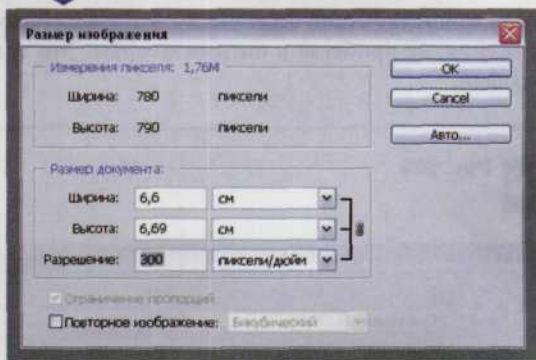 Размер изображения
Измерения пикселя: 1,76М
Ширина: 780 пиксели
Высота: 790 пиксели
OK
Cancel
Авто...
Размер документа:
Ширина: 6,6 см
Высота: 6,69 см
Разрешение: 300 пиксели/дюйм
Ограничение пропорций
Повторное изображение: Бикубический